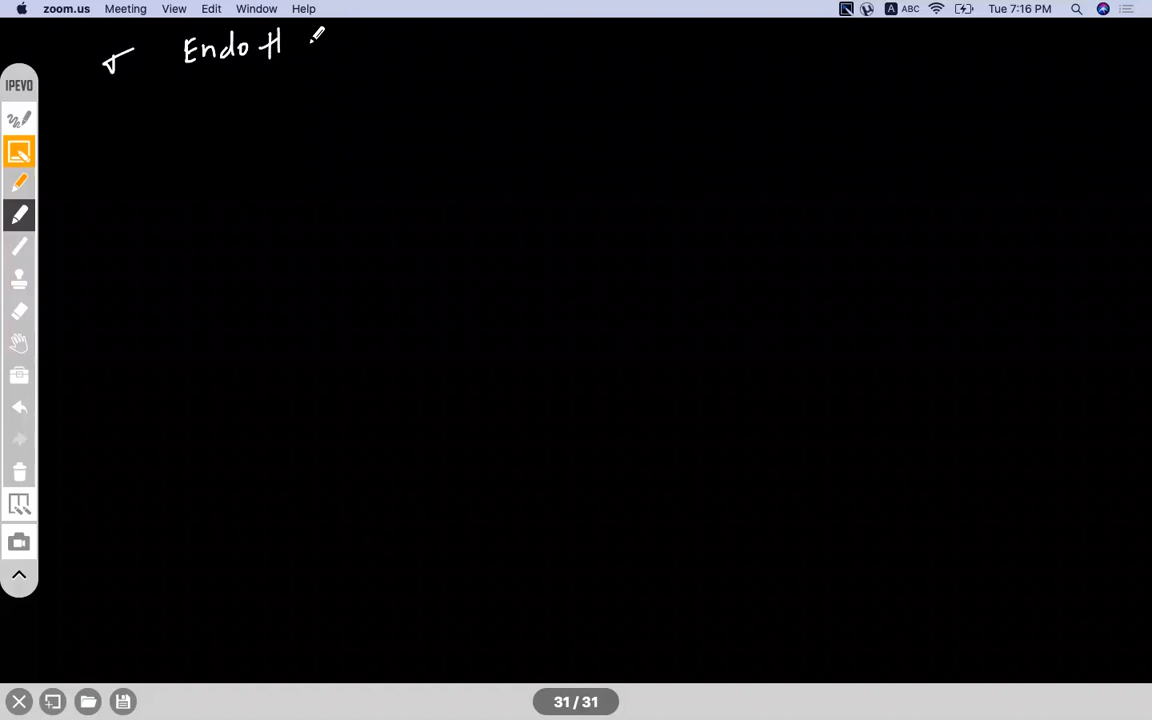 zoom.us Meeting View Edit Window Help A ABC Tue 7:16 PM
Endo H
IPEVO
31 / 31